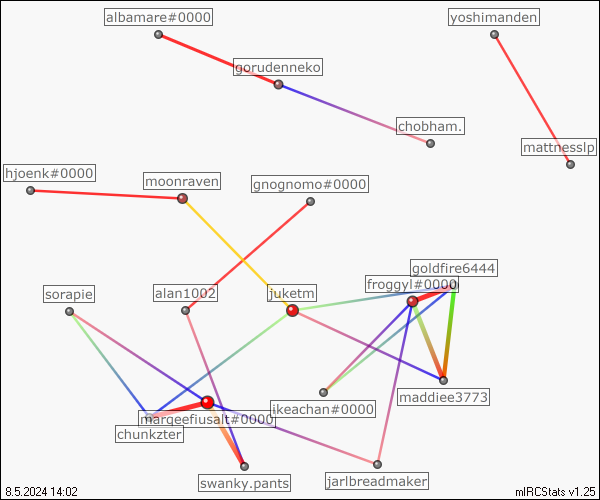 albamare#0000
yoshimanden
gorudenneko
chobham.
mattnesslp
hjoenk#0000
moonraven
gnognomo#0000
goldfire6444
froggyl#0000
sorapie
alan1002
juketm
maddiee3773
ikeachan#0000
margeefiusalt#0000
chunkzter
swanky.pants
jarlbreadmaker
8.5.2024 14:02
mIRCStats v1.25